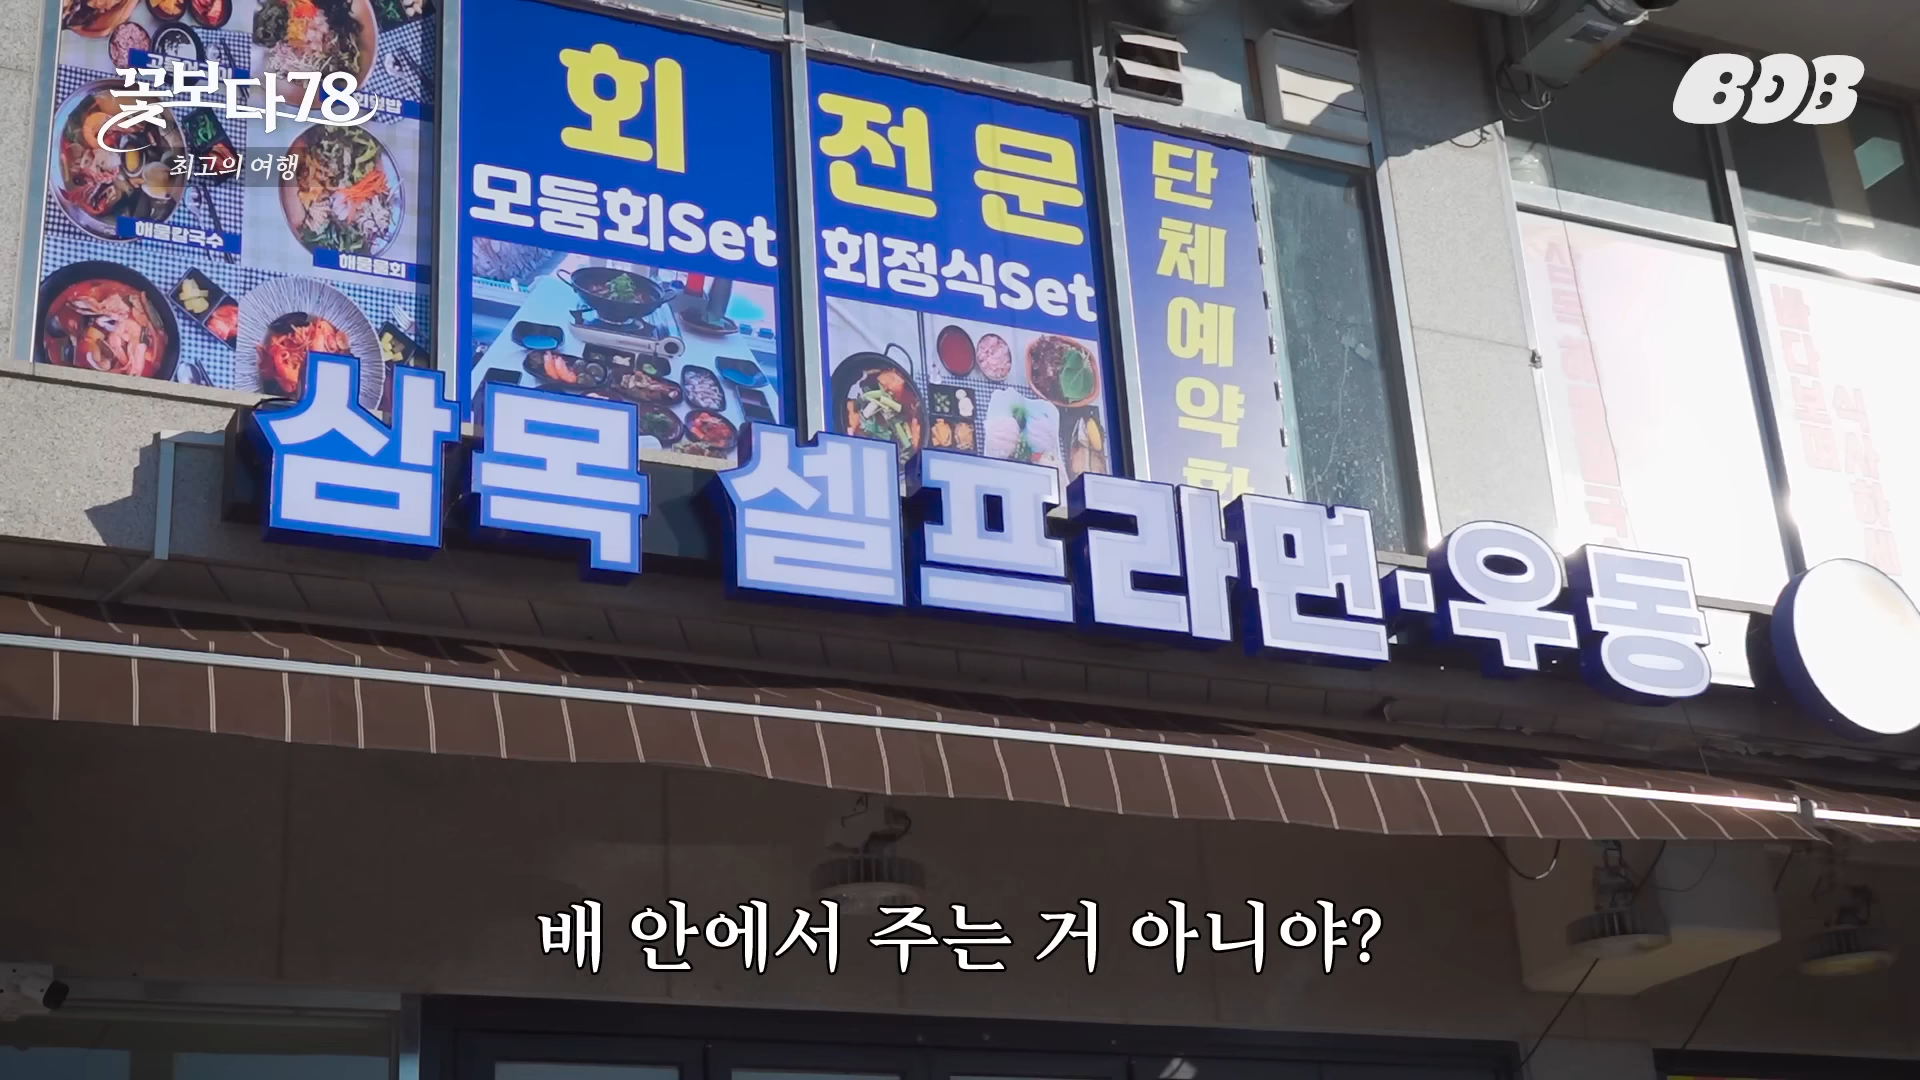 꽃보다78
최고의 여행
BDB
회 전문
모둠회Set
회정식Set
단체예약
해물칼국수
해물물회
삼목 셀프라면·우동
배 안에서 주는 거 아니야?